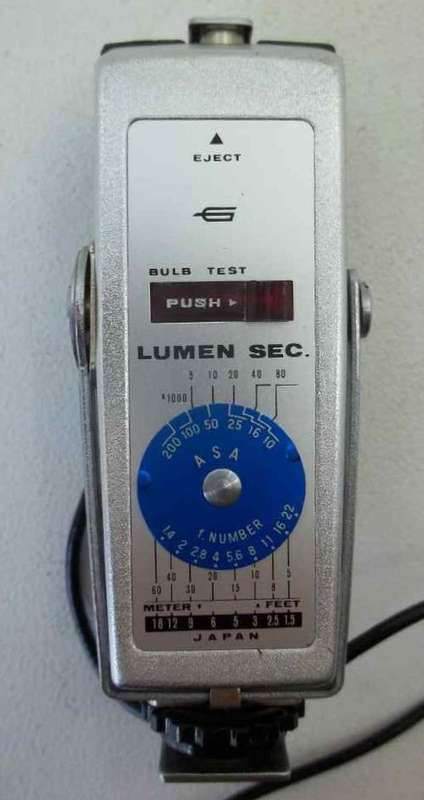 ▲
EJECT
G
BULB TEST
PUSH ▸
LUMEN SEC.
5 10 20 40 80
x1000
200 100 50 25 16 10
ASA
f. NUMBER
1.4 2 2.8 4 5.6 8 11 16 22
60 40 30 20 15 10 8 5
METER ▾ ▴ FEET
18 12 9 6 5 3 2.5 1.5
JAPAN